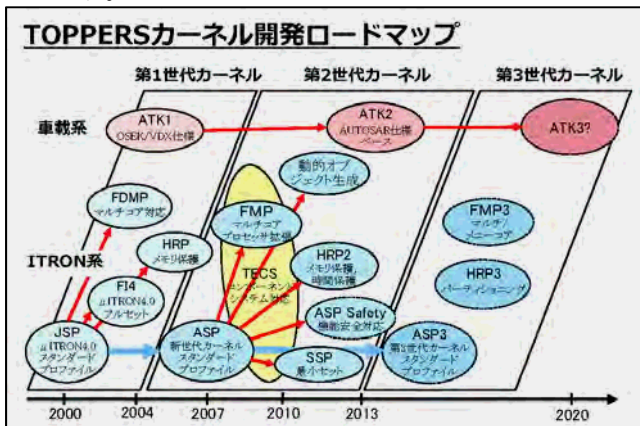 TOPPERSカーネル開発ロードマップ
第1世代カーネル
第2世代カーネル
第3世代カーネル
車載系
ATK1
OSEK/VDX仕様
ATK2
AUTOSAR仕様
ベース
ATK3?
動的オブ
ジェクト生成
FDMP
マルチコア対応
FMP
マルチコア
プロセッサ拡張
FMP3
マルチ/
メニーコア
HRP
メモリ保護
ITRON系
TECS
コンポーネント
システム対応
HRP2
メモリ保護,
時間保護
HRP3
パーティショニング
FI4
μITRON4.0
フルセット
ASP Safety
機能安全対応
JSP
μITRON4.0
スタンダード
プロファイル
ASP
新世代カーネル
スタンダード
プロファイル
SSP
最小セット
ASP3
第3世代カーネル
スタンダード
プロファイル
2000
2004
2007
2010
2013
2020